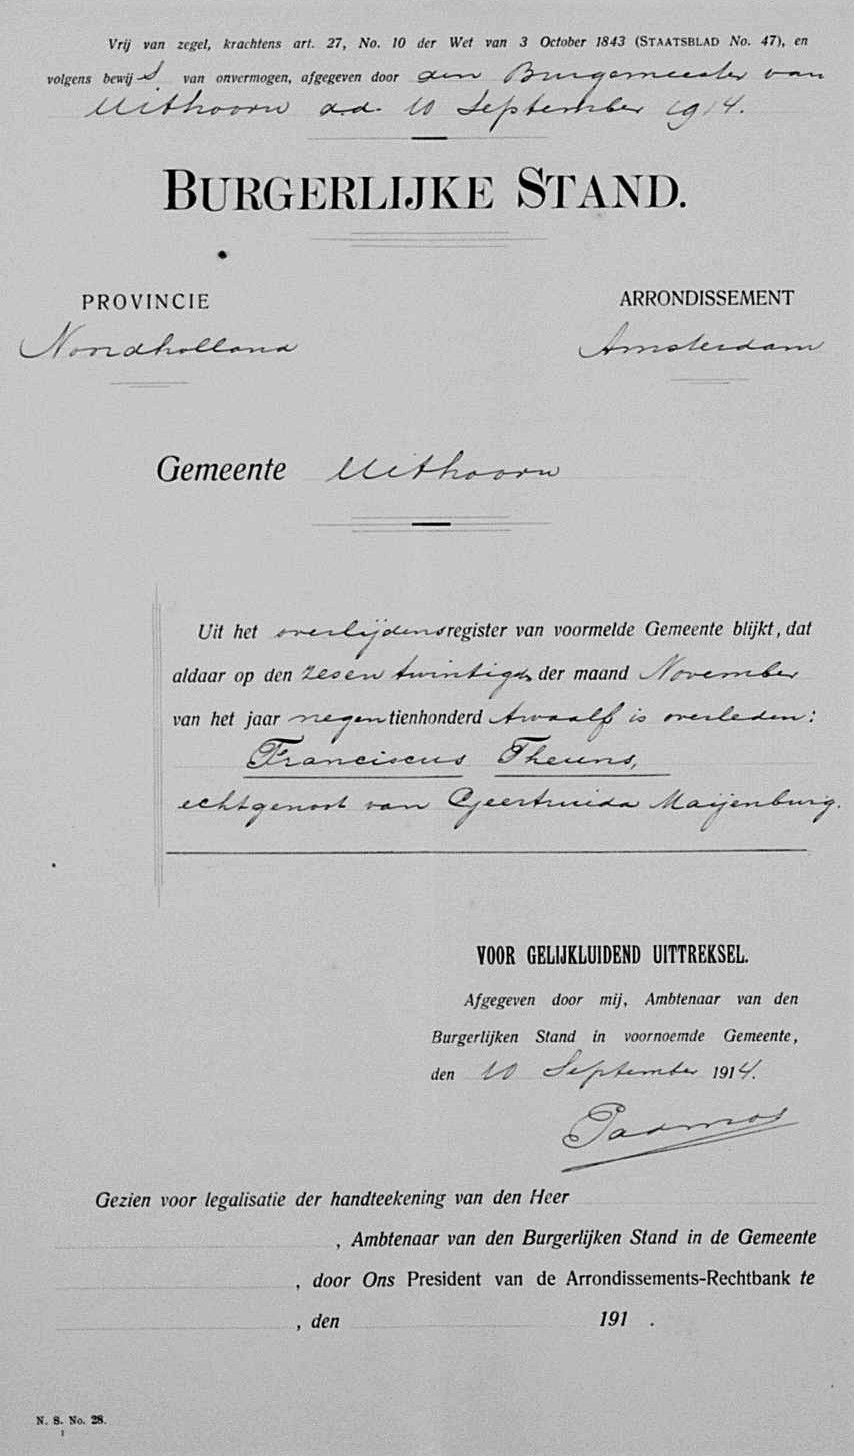 Vrij van zegel, krachtens art. 27, No. 10 der Wet van 3 October 1843 (STAATSBLAD No. 47), en
volgens bewijs van onvermogen, afgegeven door den Burgemeester van
Uithoorn d.d. 10 September 1914.
BURGERLIJKE STAND.
PROVINCIE ARRONDISSEMENT
Noordholland Amsterdam
Gemeente Uithoorn
Uit het overlijdensregister van voormelde Gemeente blijkt, dat
aldaar op den zesen twintigste der maand November
van het jaar negentienhonderd twaalf is overleden:
Franciscus Theuns,
echtgenoot van Geertruida Maijenburg.
VOOR GELIJKLUIDEND UITTREKSEL.
Afgegeven door mij, Ambtenaar van den
Burgerlijken Stand in voornoemde Gemeente,
den 10 September 1914.
Padmos
Gezien voor legalisatie der handteekening van den Heer
, Ambtenaar van den Burgerlijken Stand in de Gemeente
, door Ons President van de Arrondissements-Rechtbank te
, den 191 .
N. S. No. 28.
1